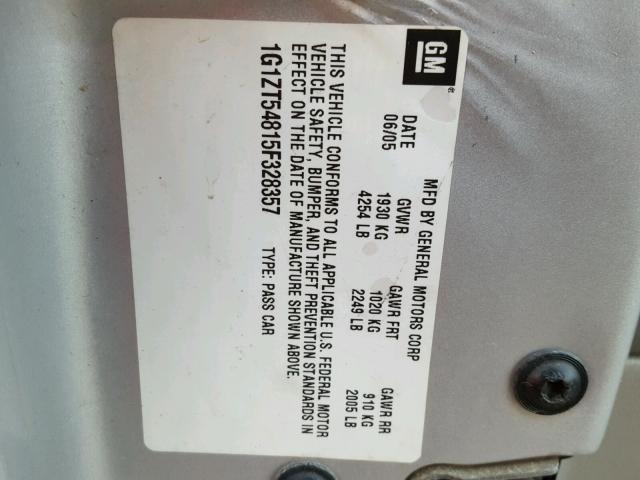 GM
MFD BY GENERAL MOTORS CORP
DATE GVWR GAWR FRT GAWR RR
06/05 1930 KG 1020 KG 910 KG
4254 LB 2249 LB 2005 LB
THIS VEHICLE CONFORMS TO ALL APPLICABLE U.S. FEDERAL MOTOR
VEHICLE SAFETY, BUMPER, AND THEFT PREVENTION STANDARDS IN
EFFECT ON THE DATE OF MANUFACTURE SHOWN ABOVE.
1G1ZT54815F328357 TYPE: PASS CAR